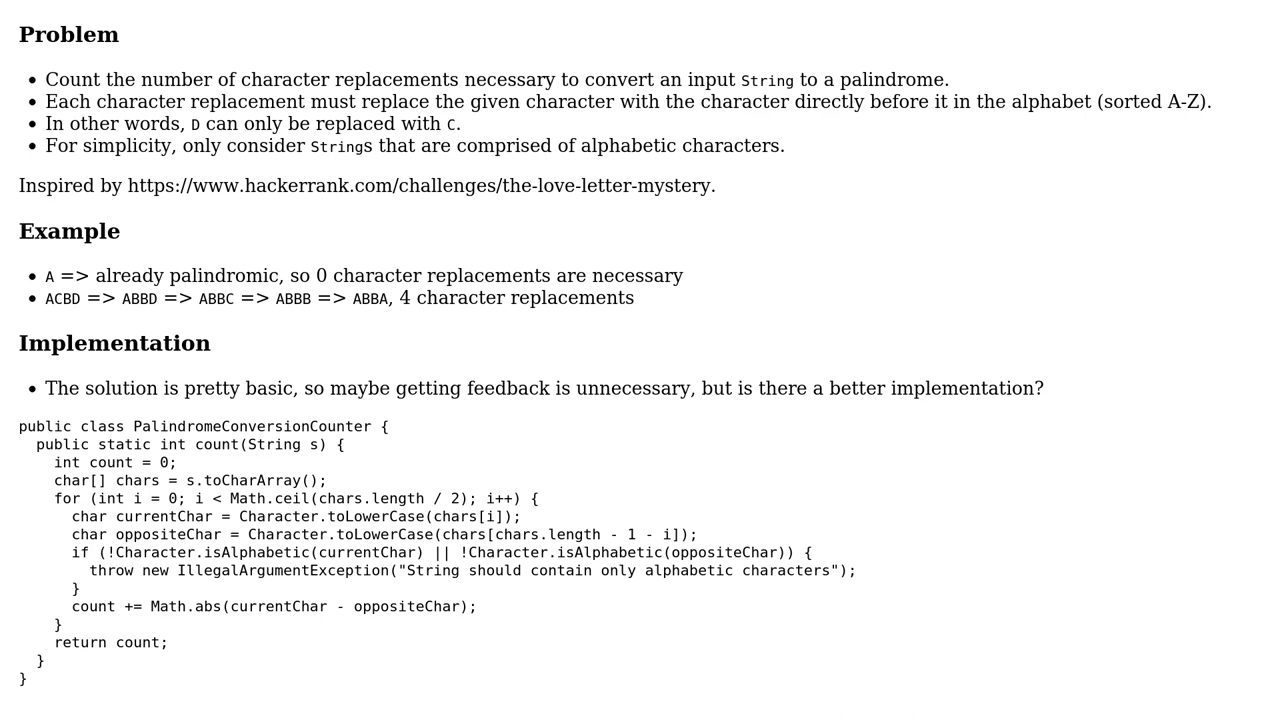 Problem
• Count the number of character replacements necessary to convert an input String to a palindrome.
• Each character replacement must replace the given character with the character directly before it in the alphabet (sorted A-Z).
• In other words, D can only be replaced with C.
• For simplicity, only consider Strings that are comprised of alphabetic characters.
Inspired by https://www.hackerrank.com/challenges/the-love-letter-mystery.
Example
• A => already palindromic, so 0 character replacements are necessary
• ACBD => ABBD => ABBC => ABBB => ABBA, 4 character replacements
Implementation
• The solution is pretty basic, so maybe getting feedback is unnecessary, but is there a better implementation?
public class PalindromeConversionCounter {
  public static int count(String s) {
    int count = 0;
    char[] chars = s.toCharArray();
    for (int i = 0; i < Math.ceil(chars.length / 2); i++) {
      char currentChar = Character.toLowerCase(chars[i]);
      char oppositeChar = Character.toLowerCase(chars[chars.length - 1 - i]);
      if (!Character.isAlphabetic(currentChar) || !Character.isAlphabetic(oppositeChar)) {
        throw new IllegalArgumentException("String should contain only alphabetic characters");
      }
      count += Math.abs(currentChar - oppositeChar);
    }
    return count;
  }
}